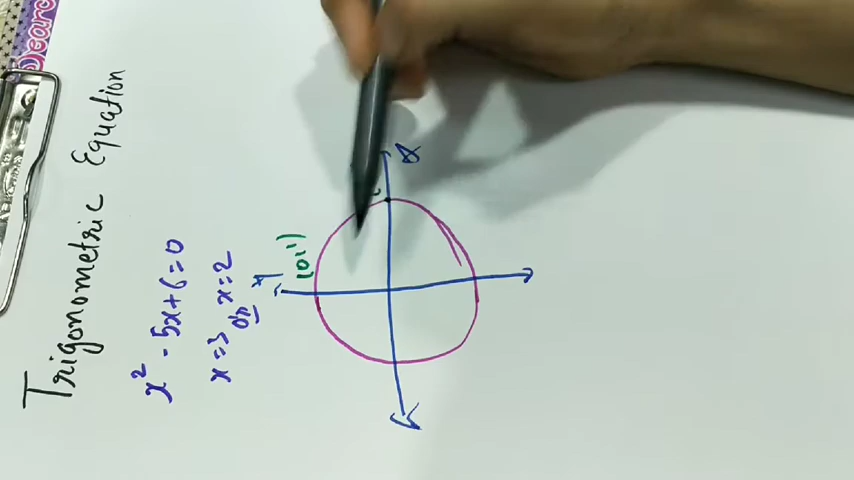 Trigonometric Equation
x² - 5x+6=0
x=3 or x=2
y
(0,1)
x